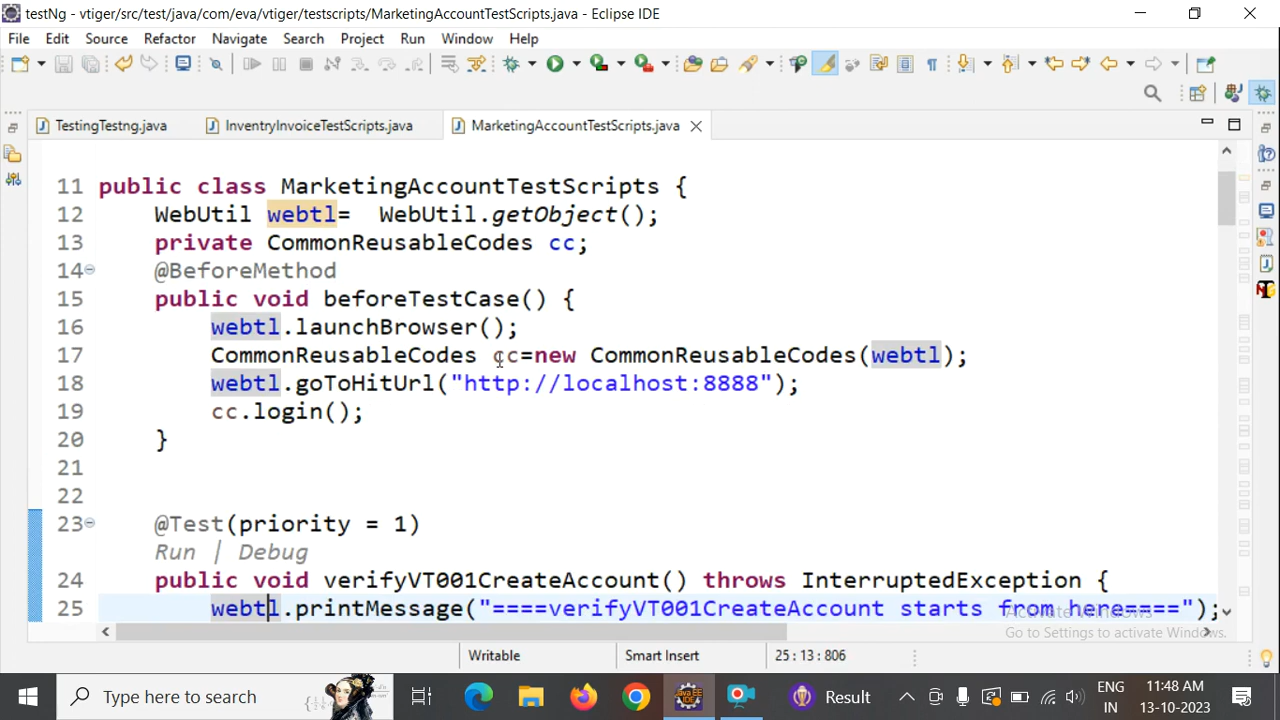 testNg - vtiger/src/test/java/com/eva/vtiger/testscripts/MarketingAccountTestScripts.java - Eclipse IDE
File Edit Source Refactor Navigate Search Project Run Window Help
TestingTestng.java InventryInvoiceTestScripts.java MarketingAccountTestScripts.java
11 public class MarketingAccountTestScripts {
12 WebUtil webtl= WebUtil.getObject();
13 private CommonReusableCodes cc;
14 @BeforeMethod
15 public void beforeTestCase() {
16 webtl.launchBrowser();
17 CommonReusableCodes cc=new CommonReusableCodes(webtl);
18 webtl.goToHitUrl("http://localhost:8888");
19 cc.login();
20 }
21
22
23 @Test(priority = 1)
Run | Debug
24 public void verifyVT001CreateAccount() throws InterruptedException {
25 webtl.printMessage("====verifyVT001CreateAccount starts from here====");
Activate Windows
Go to Settings to activate Windows.
Writable Smart Insert 25 : 13 : 806
Type here to search Result ENG 11:48 AM
IN 13-10-2023